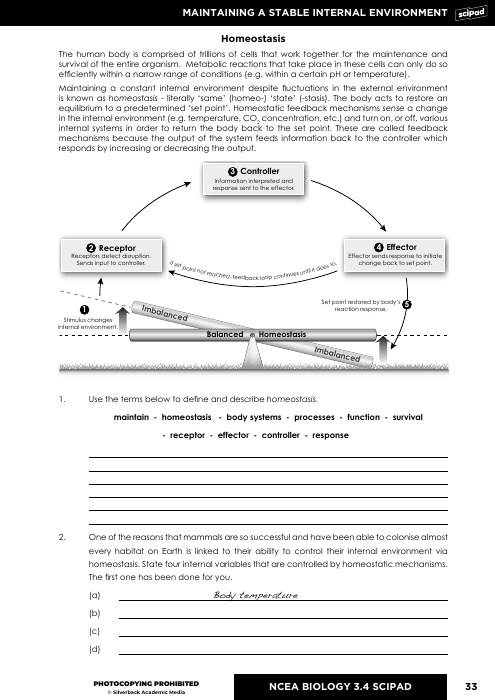 MAINTAINING A STABLE INTERNAL ENVIRONMENT scipad
Homeostasis
The human body is comprised of trillions of cells that work together for the maintenance and
survival of the entire organism. Metabolic reactions that take place in these cells can only do so
efficiently within a narrow range of conditions (e.g. within a certain pH or temperature).
Maintaining a constant internal environment despite fluctuations in the external environment
is known as homeostasis - literally 'same' (homeo-) 'state' (-stasis). The body acts to restore an
equilibrium to a predetermined 'set point'. Homeostatic feedback mechanisms sense a change
in the internal environment (e.g. temperature, CO2 concentration, etc.) and turn on, or off, various
internal systems in order to return the body back to the set point. These are called feedback
mechanisms because the output of the system feeds information back to the controller which
responds by increasing or decreasing the output.
3 Controller
Information interpreted and
response sent to the effector.
2 Receptor
Receptors detect disruption.
Sends input to controller.
4 Effector
Effector sends response to initiate
change back to set point.
If set point not reached, feedback loop continues until it does so.
1
Stimulus changes
internal environment.
Set point restored by body's
reaction response.
5
Imbalanced
Balanced Homeostasis
Imbalanced
1. Use the terms below to define and describe homeostasis.
maintain - homeostasis - body systems - processes - function - survival
- receptor - effector - controller - response
2. One of the reasons that mammals are so successful and have been able to colonise almost
every habitat on Earth is linked to their ability to control their internal environment via
homeostasis. State four internal variables that are controlled by homeostatic mechanisms.
The first one has been done for you.
(a) Body temperature
(b)
(c)
(d)
PHOTOCOPYING PROHIBITED
© Silverback Academic Media
NCEA BIOLOGY 3.4 SCIPAD
33